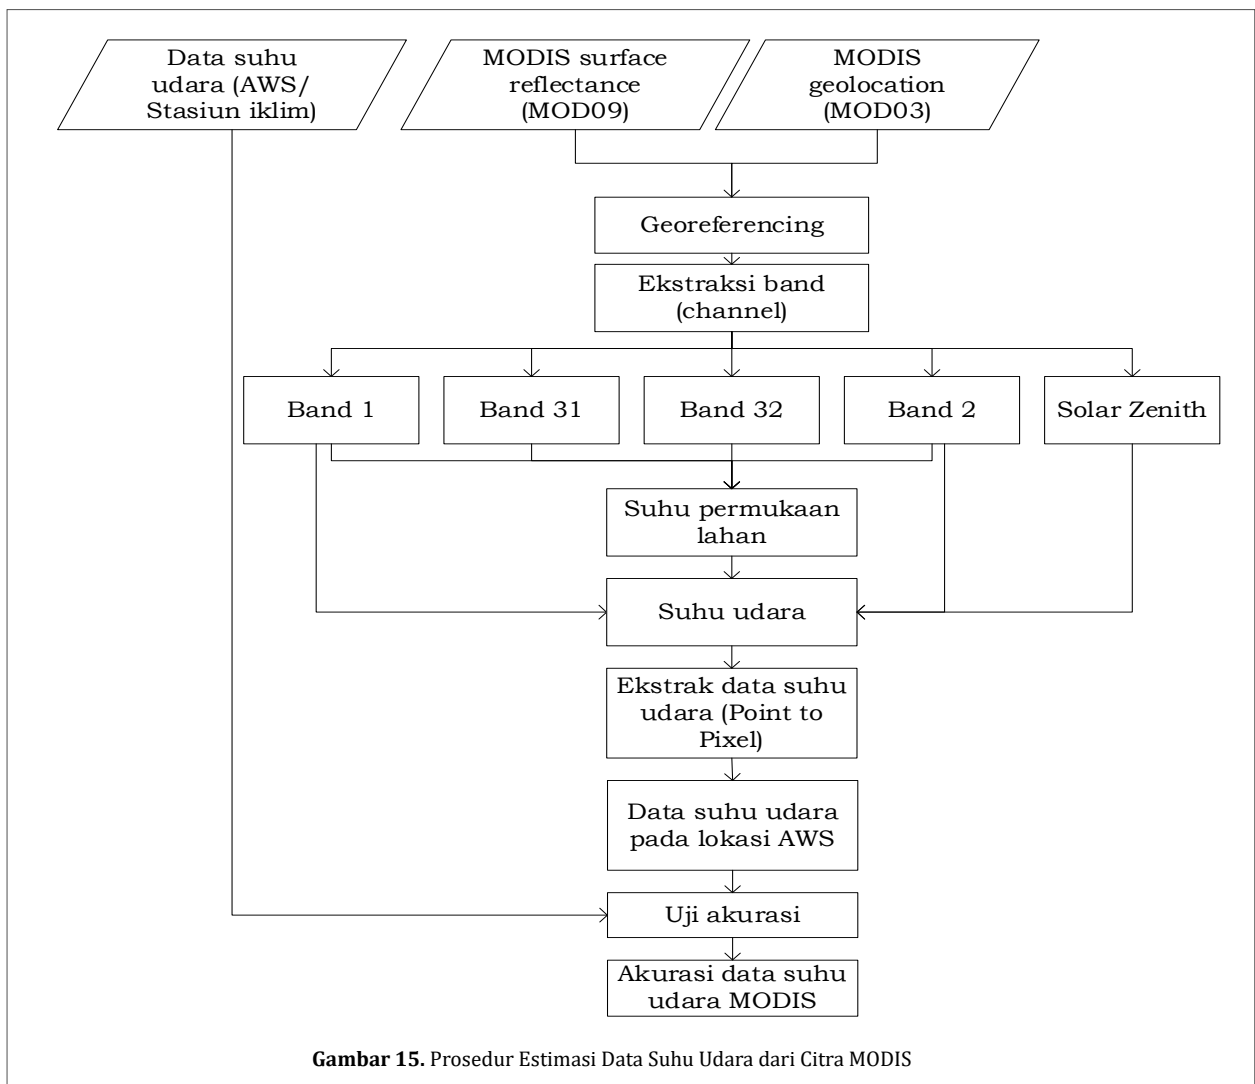 Data suhu
udara (AWS/
Stasiun iklim)
MODIS surface
reflectance
(MOD09)
MODIS
geolocation
(MOD03)
Georeferencing
Ekstraksi band
(channel)
Band 1
Band 31
Band 32
Band 2
Solar Zenith
Suhu permukaan
lahan
Suhu udara
Ekstrak data suhu
udara (Point to
Pixel)
Data suhu udara
pada lokasi AWS
Uji akurasi
Akurasi data suhu
udara MODIS
Gambar 15. Prosedur Estimasi Data Suhu Udara dari Citra MODIS